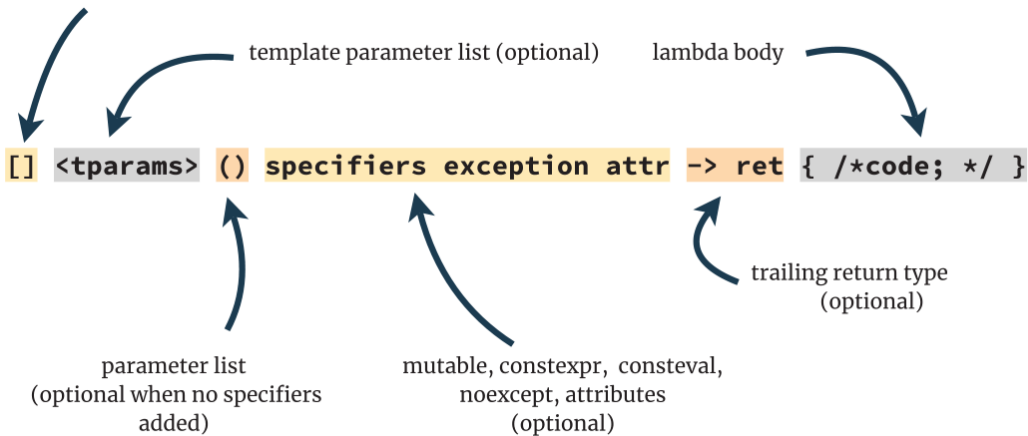 template parameter list (optional) lambda body
[] <tparams> () specifiers exception attr -> ret { /*code; */ }
trailing return type
(optional)
parameter list
(optional when no specifiers
added)
mutable, constexpr, consteval,
noexcept, attributes
(optional)